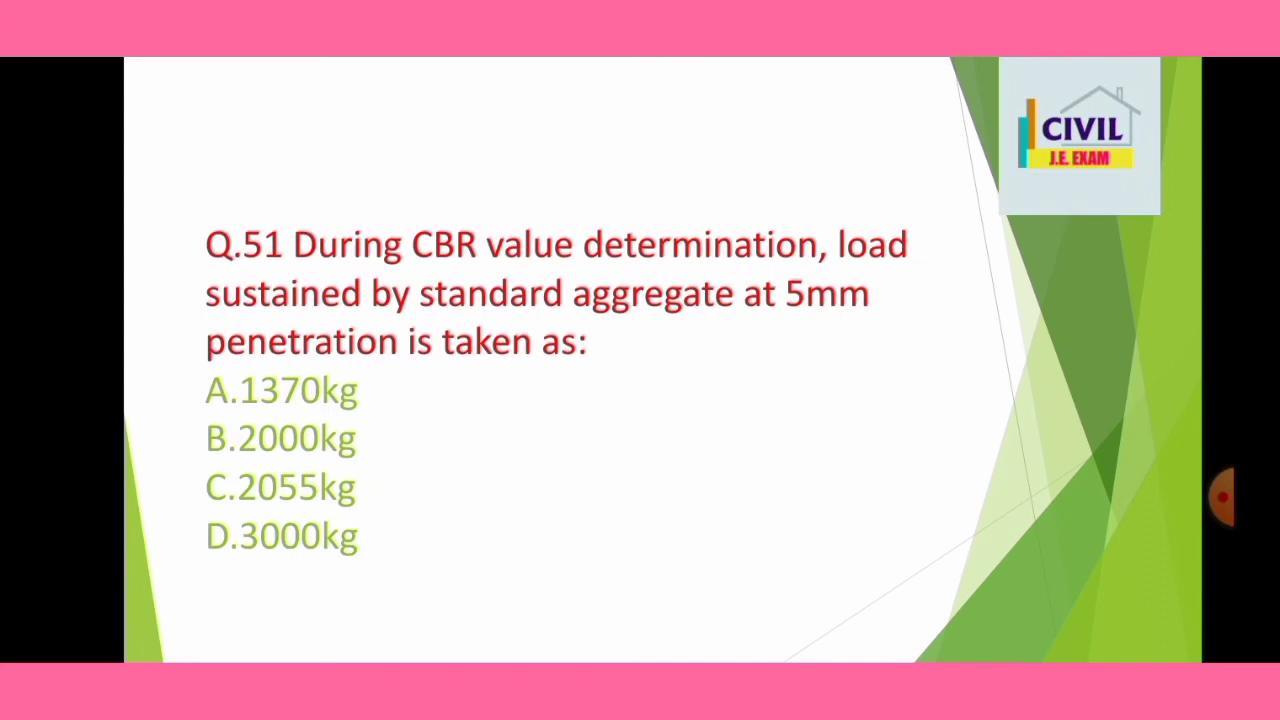 CIVIL
J.E. EXAM
Q.51 During CBR value determination, load
sustained by standard aggregate at 5mm
penetration is taken as:
A.1370kg
B.2000kg
C.2055kg
D.3000kg